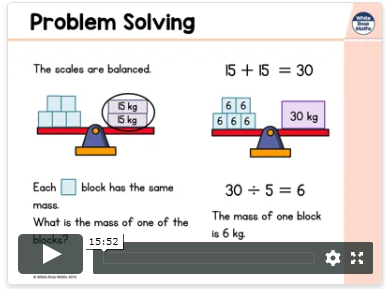 Problem Solving
White
Rose
Maths
The scales are balanced.
15 kg
15 kg
Each block has the same
mass.
What is the mass of one of the
blocks?
15 + 15 = 30
6 6
6 6 6
30 kg
30 ÷ 5 = 6
The mass of one block
is 6 kg.
15:52
© White Rose Maths 2019